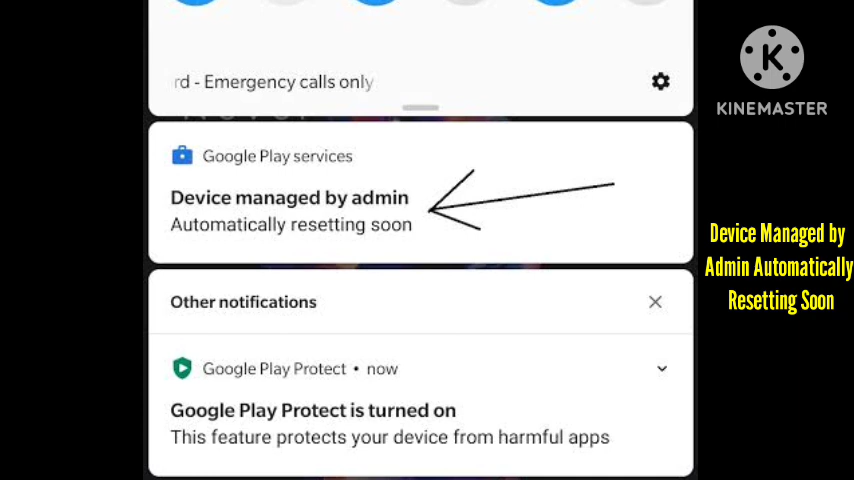 rd - Emergency calls only
KINEMASTER
Google Play services
Device managed by admin
Automatically resetting soon
Device Managed by
Admin Automatically
Resetting Soon
Other notifications
Google Play Protect • now
Google Play Protect is turned on
This feature protects your device from harmful apps